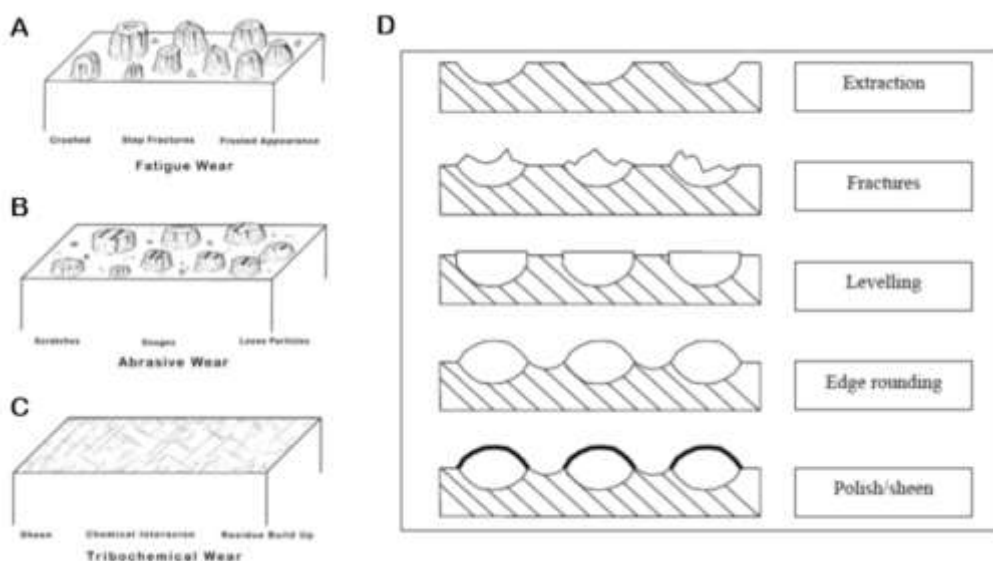 A
Crushed Step Fractures Frosted Appearance
Fatigue Wear
B
Scratches Gouges Loose Particles
Abrasive Wear
C
Sheen Chemical Interaction Residue Build Up
Tribochemical Wear
D
Extraction
Fractures
Levelling
Edge rounding
Polish/sheen